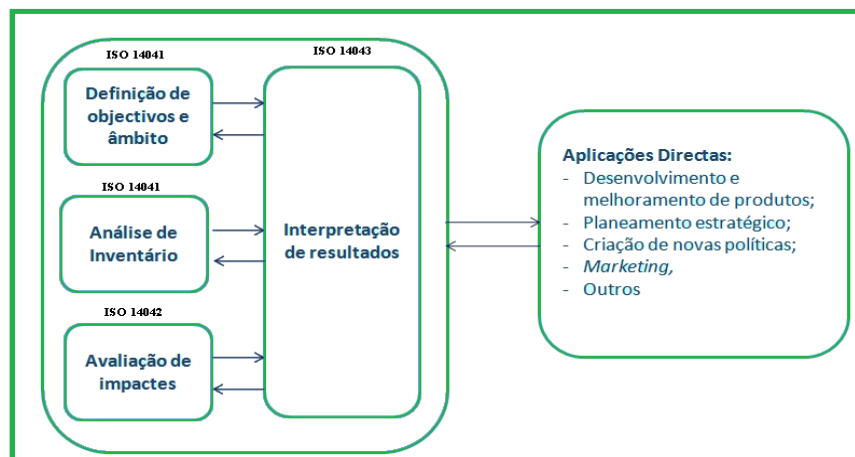 ISO 14041
Definição de
objectivos e
âmbito
ISO 14041
Análise de
Inventário
ISO 14042
Avaliação de
impactes
ISO 14043
Interpretação
de resultados
Aplicações Directas:
- Desenvolvimento e
melhoramento de produtos;
- Planeamento estratégico;
- Criação de novas políticas;
- Marketing,
- Outros